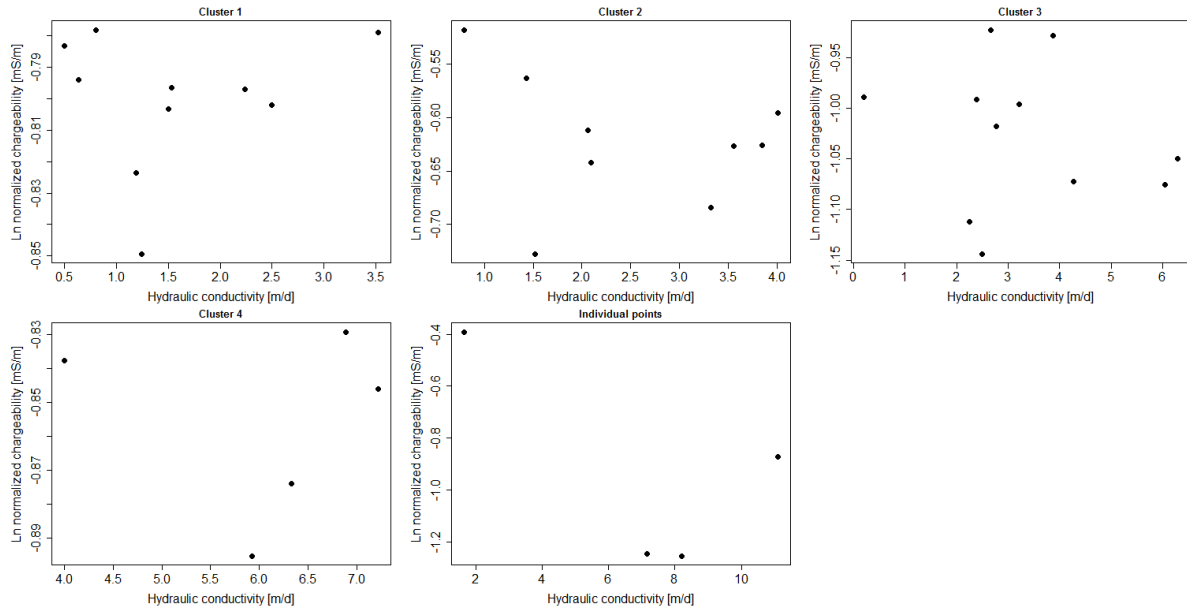 Cluster 1
Ln normalized chargeability [mS/m]
-0.79
-0.81
-0.83
-0.85
0.5 1.0 1.5 2.0 2.5 3.0 3.5
Hydraulic conductivity [m/d]
Cluster 2
Ln normalized chargeability [mS/m]
-0.55
-0.60
-0.65
-0.70
1.0 1.5 2.0 2.5 3.0 3.5 4.0
Hydraulic conductivity [m/d]
Cluster 3
Ln normalized chargeability [mS/m]
-0.95
-1.00
-1.05
-1.10
-1.15
0 1 2 3 4 5 6
Hydraulic conductivity [m/d]
Cluster 4
Ln normalized chargeability [mS/m]
-0.83
-0.85
-0.87
-0.89
4.0 4.5 5.0 5.5 6.0 6.5 7.0
Hydraulic conductivity [m/d]
Individual points
Ln normalized chargeability [mS/m]
-0.4
-0.6
-0.8
-1.0
-1.2
2 4 6 8 10
Hydraulic conductivity [m/d]